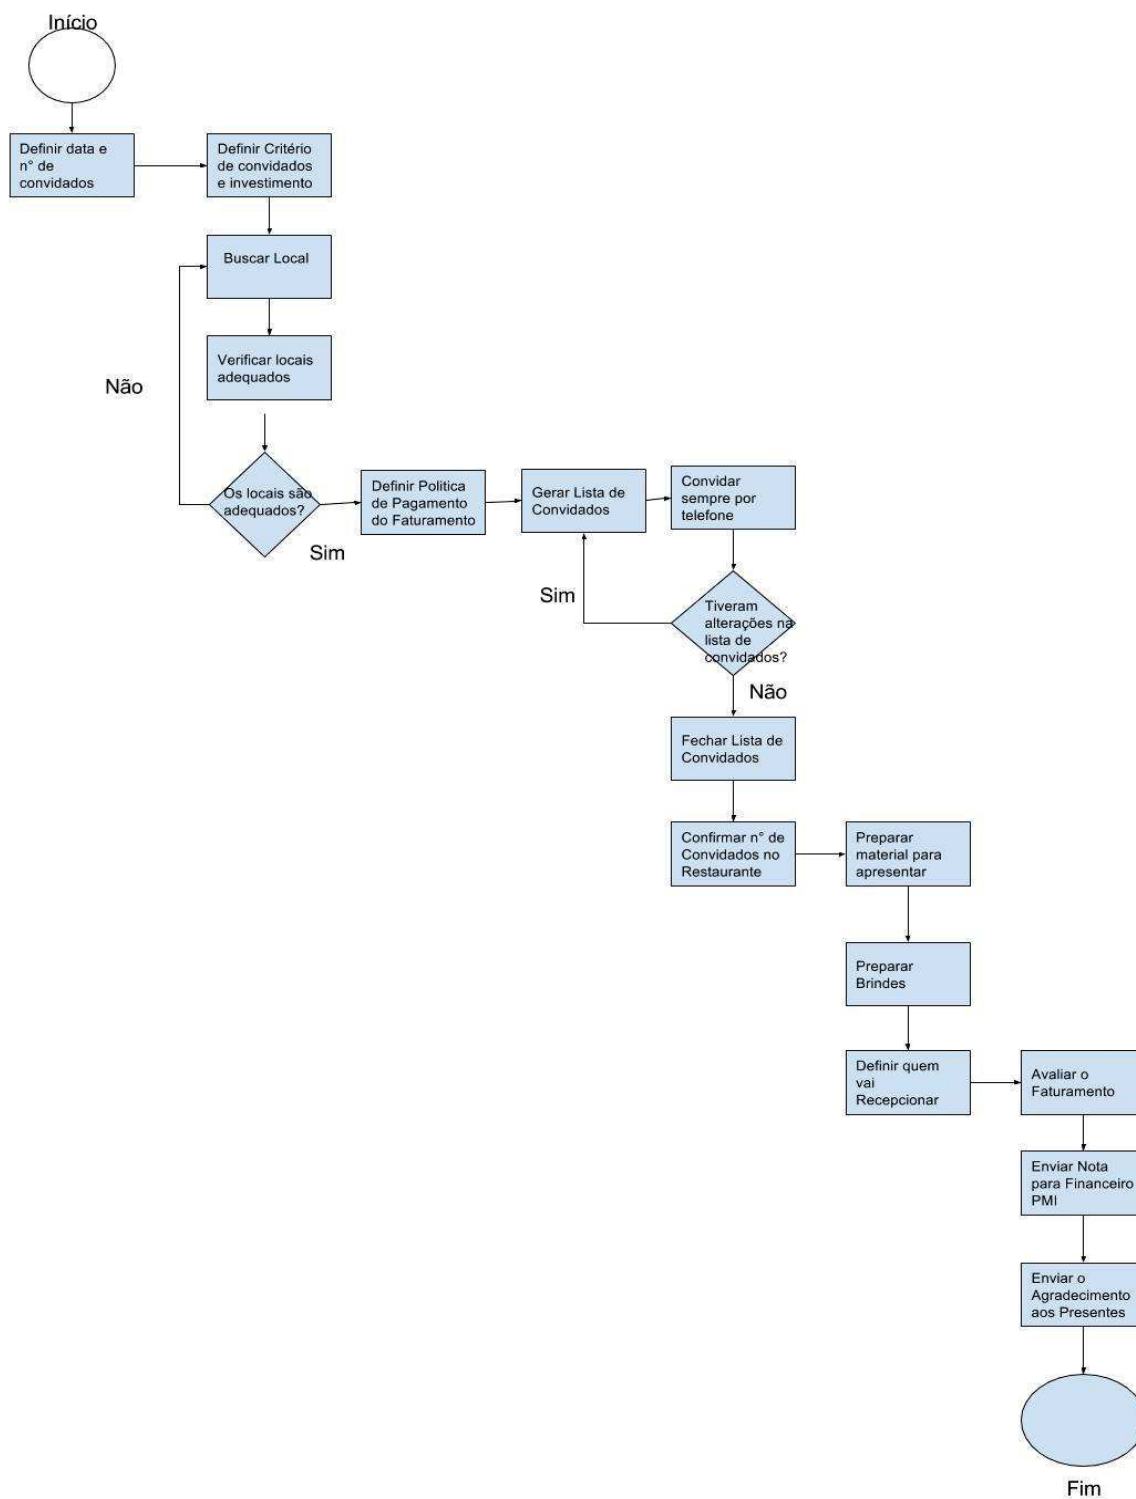 Início
Definir data e
n° de
convidados
Definir Critério
de convidados
e investimento
Buscar Local
Verificar locais
adequados
Não
Os locais são
adequados?
Sim
Definir Politica
de Pagamento
do Faturamento
Gerar Lista de
Convidados
Convidar
sempre por
telefone
Sim
Tiveram
alterações na
lista de
convidados?
Não
Fechar Lista de
Convidados
Confirmar n° de
Convidados no
Restaurante
Preparar
material para
apresentar
Preparar
Brindes
Definir quem
vai
Recepcionar
Avaliar o
Faturamento
Enviar Nota
para Financeiro
PMI
Enviar o
Agradecimento
aos Presentes
Fim